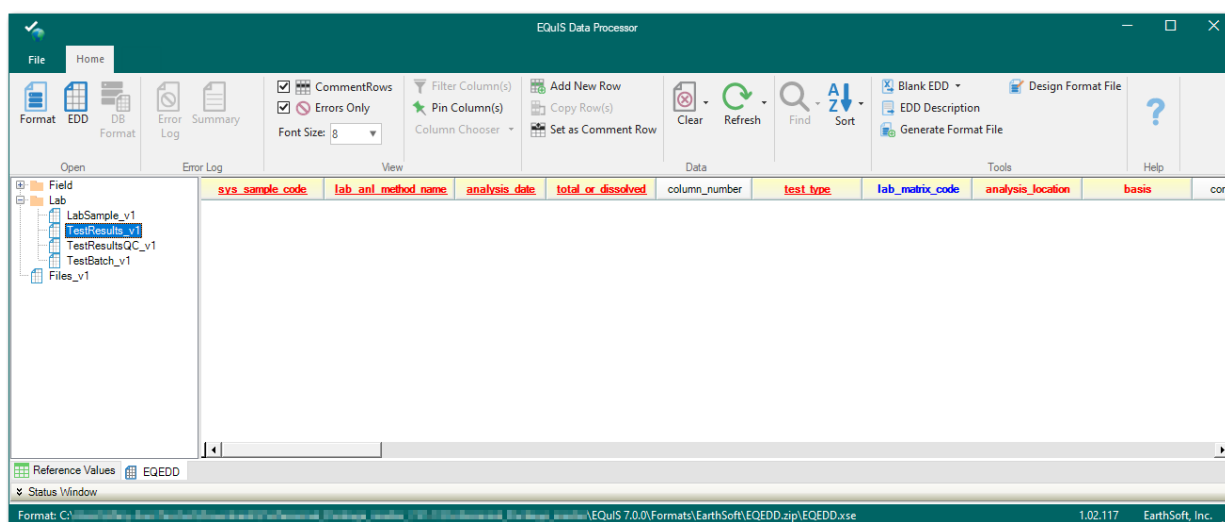 EQuIS Data Processor
File Home
CommentRows Filter Column(s) Add New Row Blank EDD Design Format File
Errors Only Pin Column(s) Copy Row(s) EDD Description
Format EDD DB Format Error Log Summary Font Size: 8 Column Chooser Set as Comment Row Clear Refresh Find Sort Generate Format File
Open Error Log View Data Tools Help
Field
Lab
LabSample_v1
TestResults_v1
TestResultsQC_v1
TestBatch_v1
Files_v1
sys_sample_code lab_anl_method_name analysis_date total_or_dissolved column_number test_type lab_matrix_code analysis_location basis cor
Reference Values EQEDD
Status Window
Format: C:\ \EQuIS 7.0.0\Formats\EarthSoft\EQEDD.zip\EQEDD.xse 1.02.117 EarthSoft, Inc.